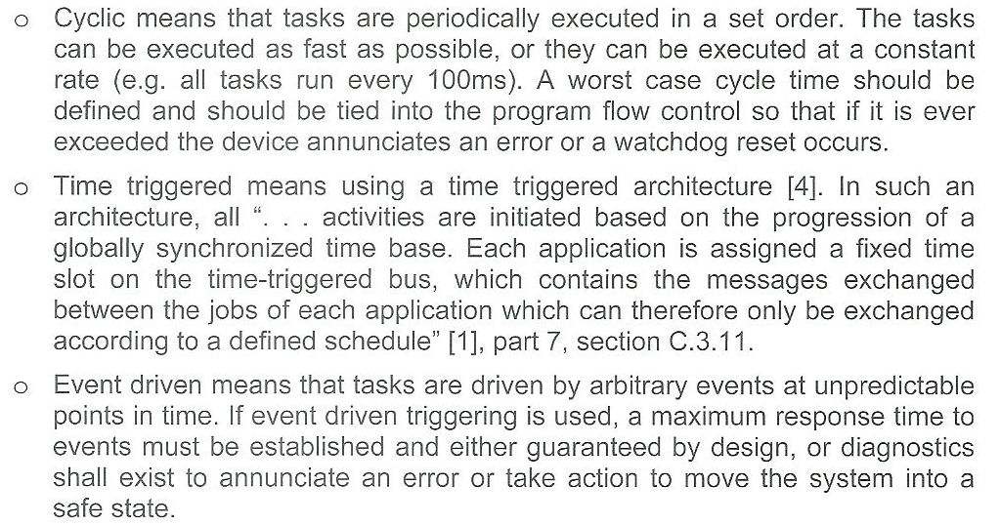 o Cyclic means that tasks are periodically executed in a set order. The tasks
can be executed as fast as possible, or they can be executed at a constant
rate (e.g. all tasks run every 100ms). A worst case cycle time should be
defined and should be tied into the program flow control so that if it is ever
exceeded the device annunciates an error or a watchdog reset occurs.
o Time triggered means using a time triggered architecture [4]. In such an
architecture, all “. . . activities are initiated based on the progression of a
globally synchronized time base. Each application is assigned a fixed time
slot on the time-triggered bus, which contains the messages exchanged
between the jobs of each application which can therefore only be exchanged
according to a defined schedule” [1], part 7, section C.3.11.
o Event driven means that tasks are driven by arbitrary events at unpredictable
points in time. If event driven triggering is used, a maximum response time to
events must be established and either guaranteed by design, or diagnostics
shall exist to annunciate an error or take action to move the system into a
safe state.